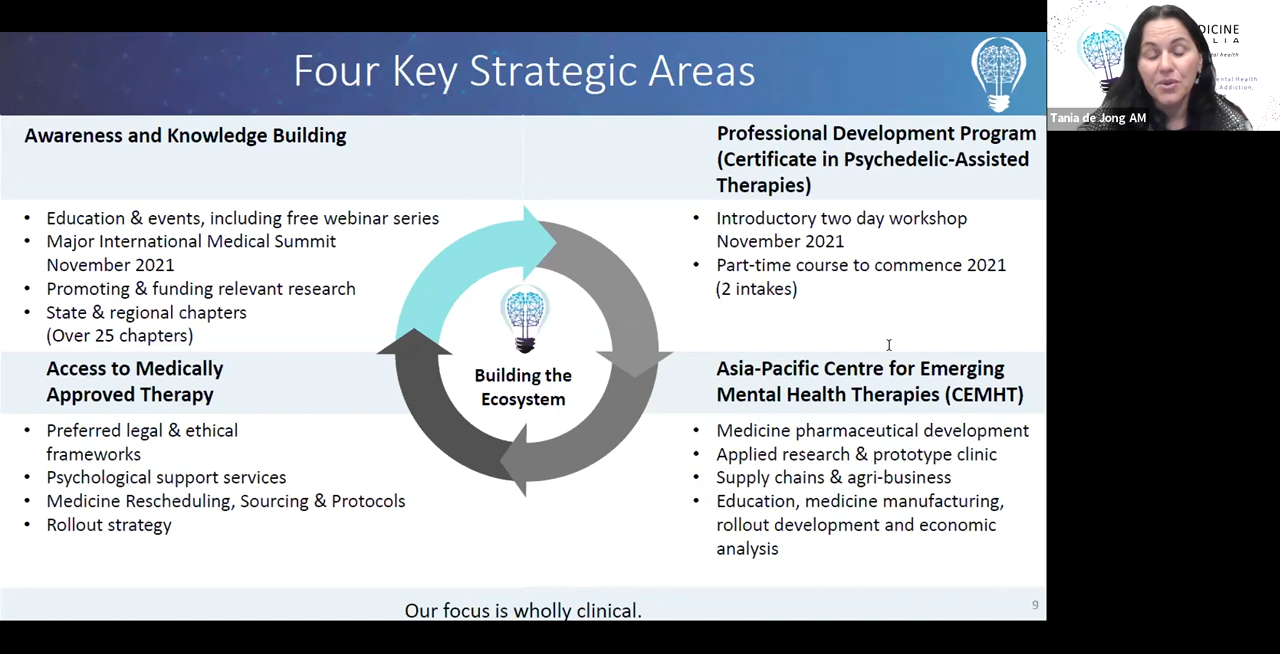 Four Key Strategic Areas
Awareness and Knowledge Building
• Education & events, including free webinar series
• Major International Medical Summit
November 2021
• Promoting & funding relevant research
• State & regional chapters
(Over 25 chapters)
Professional Development Program
(Certificate in Psychedelic-Assisted
Therapies)
• Introductory two day workshop
November 2021
• Part-time course to commence 2021
(2 intakes)
Building the
Ecosystem
Access to Medically
Approved Therapy
• Preferred legal & ethical
frameworks
• Psychological support services
• Medicine Rescheduling, Sourcing & Protocols
• Rollout strategy
Asia-Pacific Centre for Emerging
Mental Health Therapies (CEMHT)
• Medicine pharmaceutical development
• Applied research & prototype clinic
• Supply chains & agri-business
• Education, medicine manufacturing,
rollout development and economic
analysis
Our focus is wholly clinical.
9
Tania de Jong AM